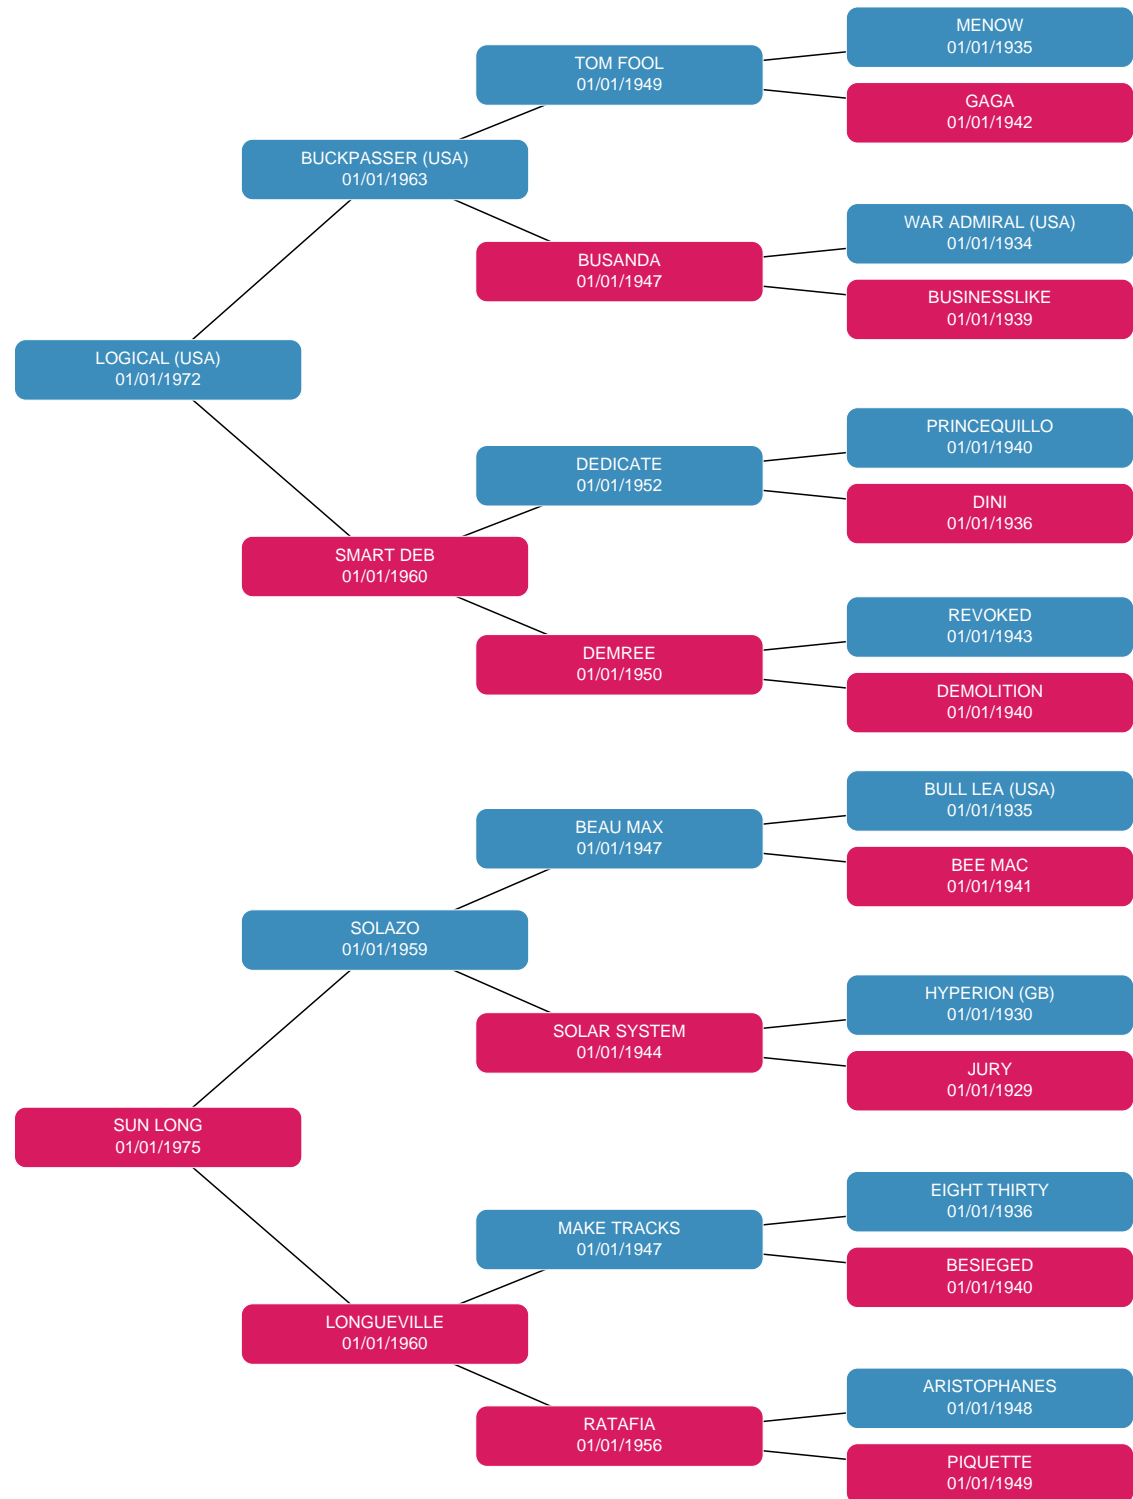 MENOW
01/01/1935
TOM FOOL
01/01/1949
GAGA
01/01/1942
BUCKPASSER (USA)
01/01/1963
WAR ADMIRAL (USA)
01/01/1934
BUSANDA
01/01/1947
BUSINESSLIKE
01/01/1939
LOGICAL (USA)
01/01/1972
PRINCEQUILLO
01/01/1940
DEDICATE
01/01/1952
DINI
01/01/1936
SMART DEB
01/01/1960
REVOKED
01/01/1943
DEMREE
01/01/1950
DEMOLITION
01/01/1940
BULL LEA (USA)
01/01/1935
BEAU MAX
01/01/1947
BEE MAC
01/01/1941
SOLAZO
01/01/1959
HYPERION (GB)
01/01/1930
SOLAR SYSTEM
01/01/1944
JURY
01/01/1929
SUN LONG
01/01/1975
EIGHT THIRTY
01/01/1936
MAKE TRACKS
01/01/1947
BESIEGED
01/01/1940
LONGUEVILLE
01/01/1960
ARISTOPHANES
01/01/1948
RATAFIA
01/01/1956
PIQUETTE
01/01/1949